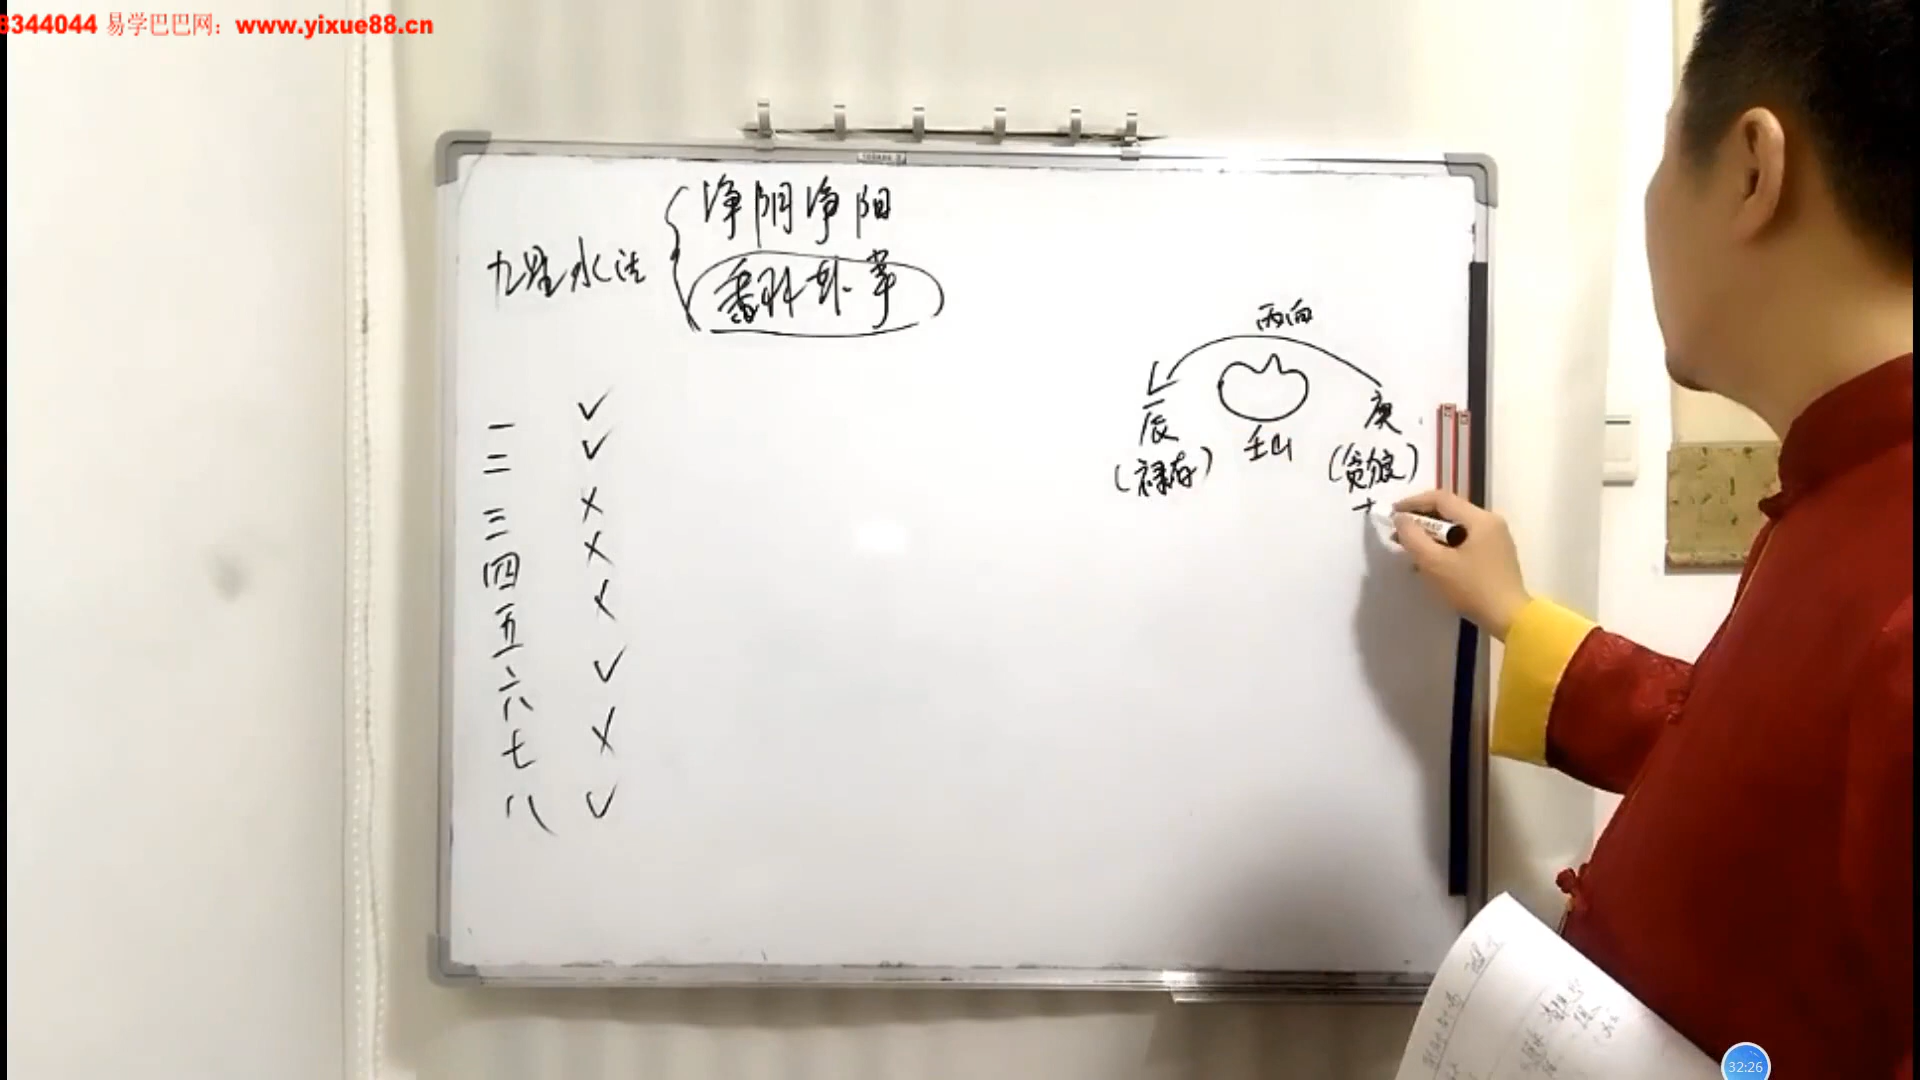 8344044 易学巴巴网：www.yixue88.cn
九星水法
净阴净阳
翻卦掌
一 ✓
二 ✓
三 ×
四 ×
五 ×
六 ✓
七 ×
八 ✓
丙向
辰
(禄存)
壬山
庚
(贪狼)
32:26